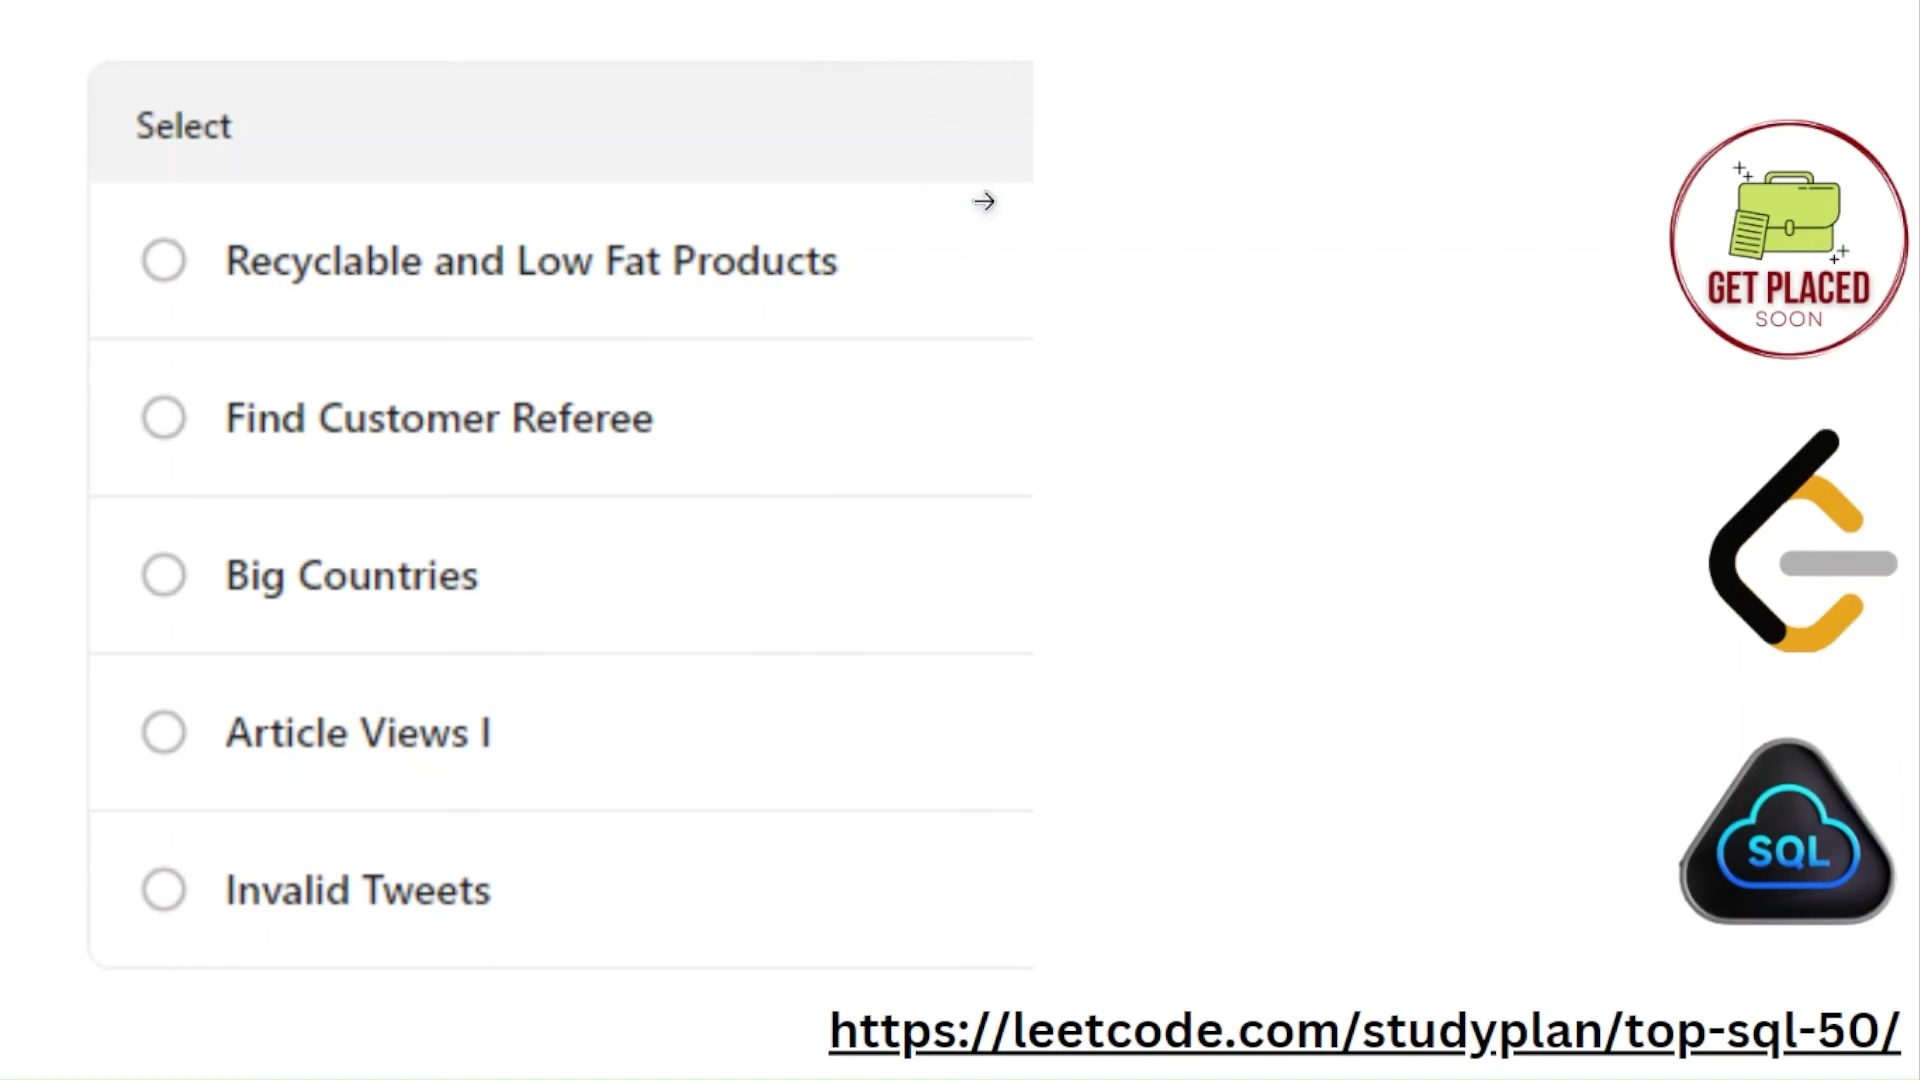 Select
Recyclable and Low Fat Products
Find Customer Referee
Big Countries
Article Views I
Invalid Tweets
GET PLACED
SOON
SQL
https://leetcode.com/studyplan/top-sql-50/